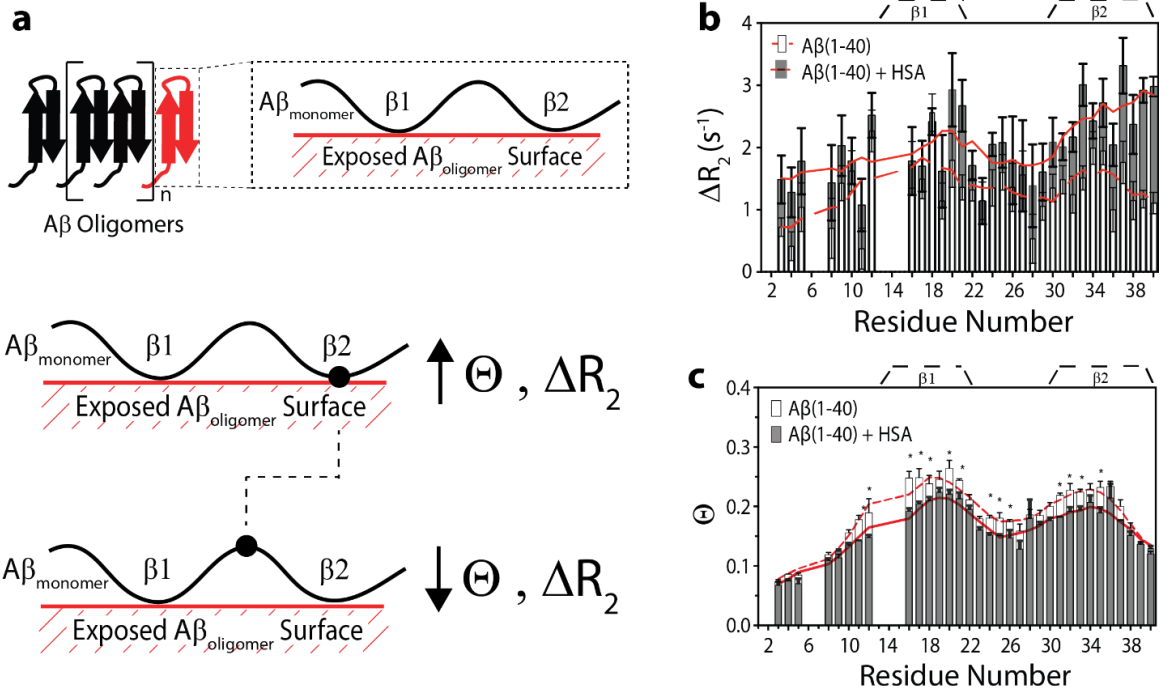 a
Aβmonomer
β1
β2
Exposed Aβoligomer Surface
n
Aβ Oligomers
Aβmonomer
β1
β2
Exposed Aβoligomer Surface
Θ , ΔR2
Aβmonomer
β1
β2
Exposed Aβoligomer Surface
Θ , ΔR2
b
β1
β2
Aβ(1-40)
Aβ(1-40) + HSA
ΔR2 (s-1)
4
3
2
1
0
2 6 10 14 18 22 26 30 34 38
Residue Number
c
β1
β2
Aβ(1-40)
Aβ(1-40) + HSA
Θ
0.4
0.3
0.2
0.1
0.0
2 6 10 14 18 22 26 30 34 38
Residue Number